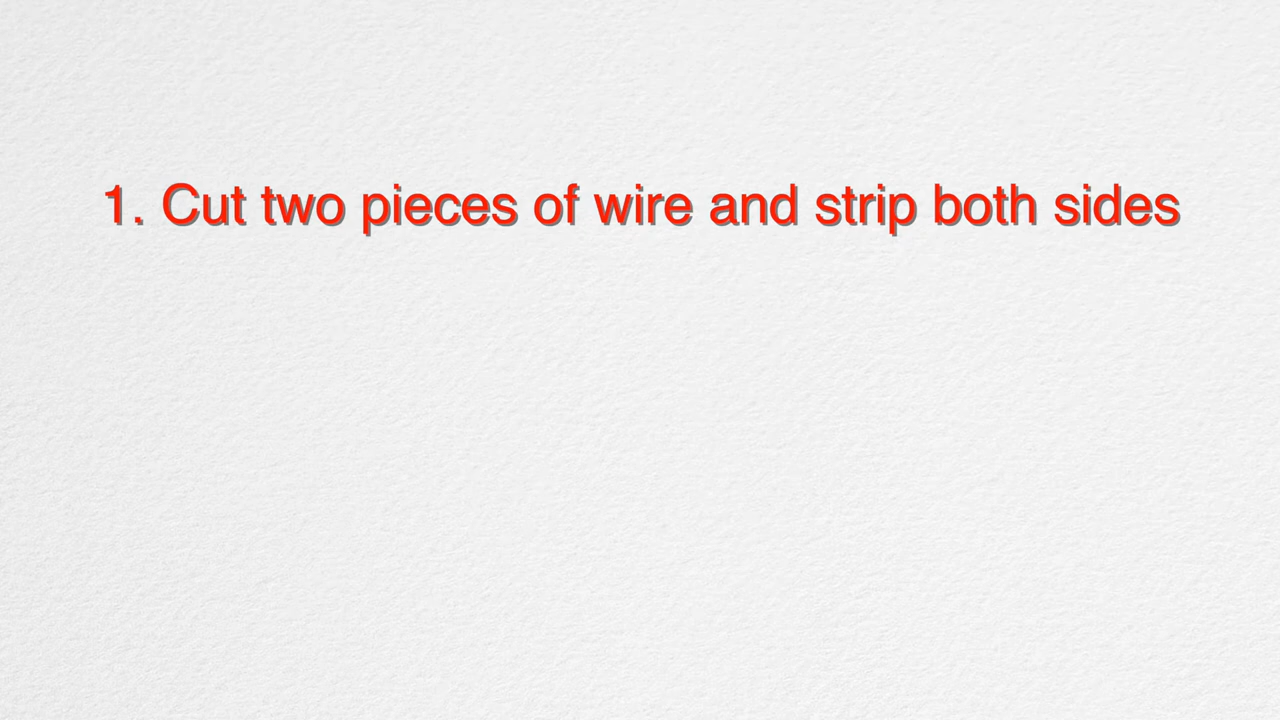 1. Cut two pieces of wire and strip both sides